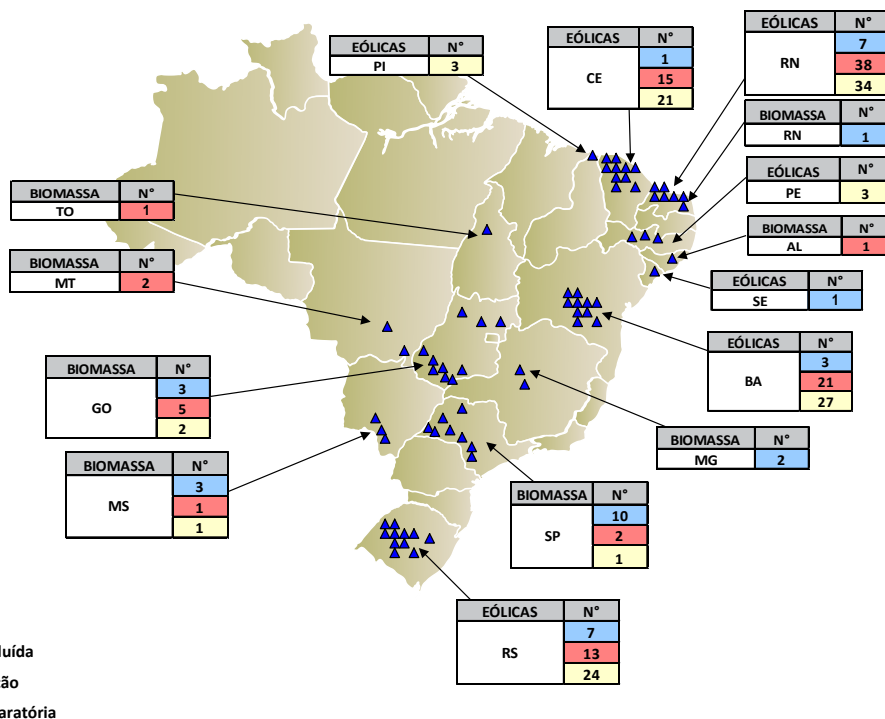 EÓLICAS N°
PI 3
EÓLICAS N°
CE
1
15
21
EÓLICAS N°
RN
7
38
34
BIOMASSA N°
RN 1
EÓLICAS N°
PE 3
BIOMASSA N°
AL 1
EÓLICAS N°
SE 1
BIOMASSA N°
TO 1
BIOMASSA N°
MT 2
EÓLICAS N°
BA
3
21
27
BIOMASSA N°
GO
3
5
2
BIOMASSA N°
MG 2
BIOMASSA N°
MS
3
1
1
BIOMASSA N°
SP
10
2
1
EÓLICAS N°
RS
7
13
24
luída
ão
aratória